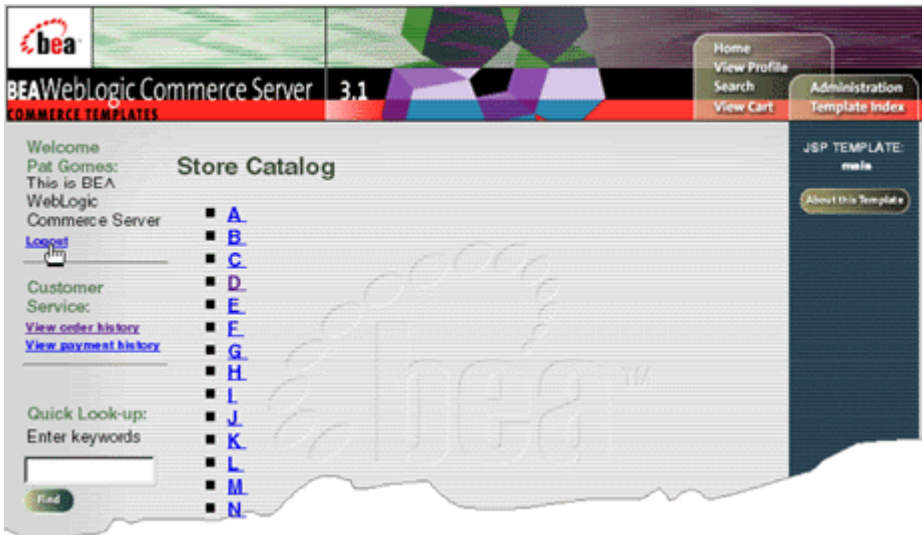 bea
Home
View Profile
Search
View Cart
BEA WebLogic Commerce Server 3.1
Administration
Template Index
COMMERCE TEMPLATES
Welcome
Pat Gomes:
This is BEA
WebLogic
Commerce Server
Logout
JSP TEMPLATE:
main
About this Template
Store Catalog
A
B
C
D
E
F
G
H
I
J
K
L
M
N
Customer
Service:
View order history
View payment history
Quick Look-up:
Enter keywords
Find
bea TM